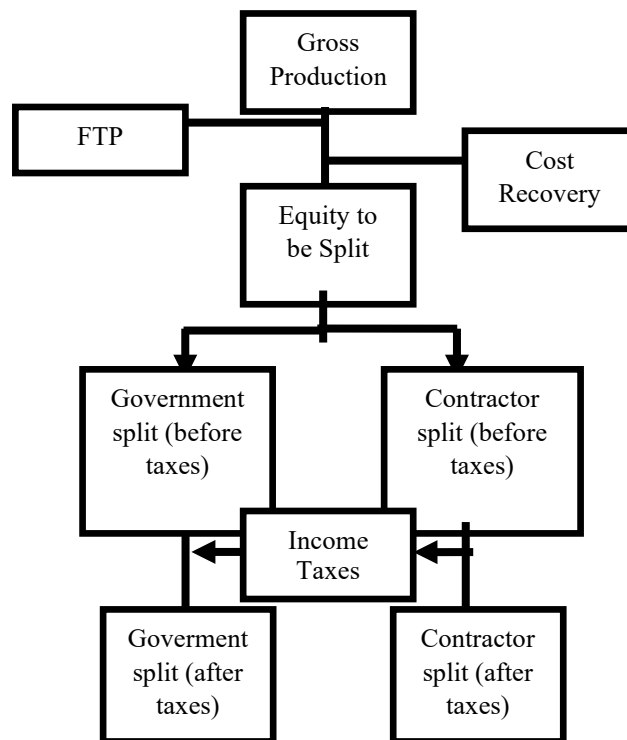 Gross
Production
FTP
Cost
Recovery
Equity to
be Split
Government
split (before
taxes)
Contractor
split (before
taxes)
Income
Taxes
Goverment
split (after
taxes)
Contractor
split (after
taxes)